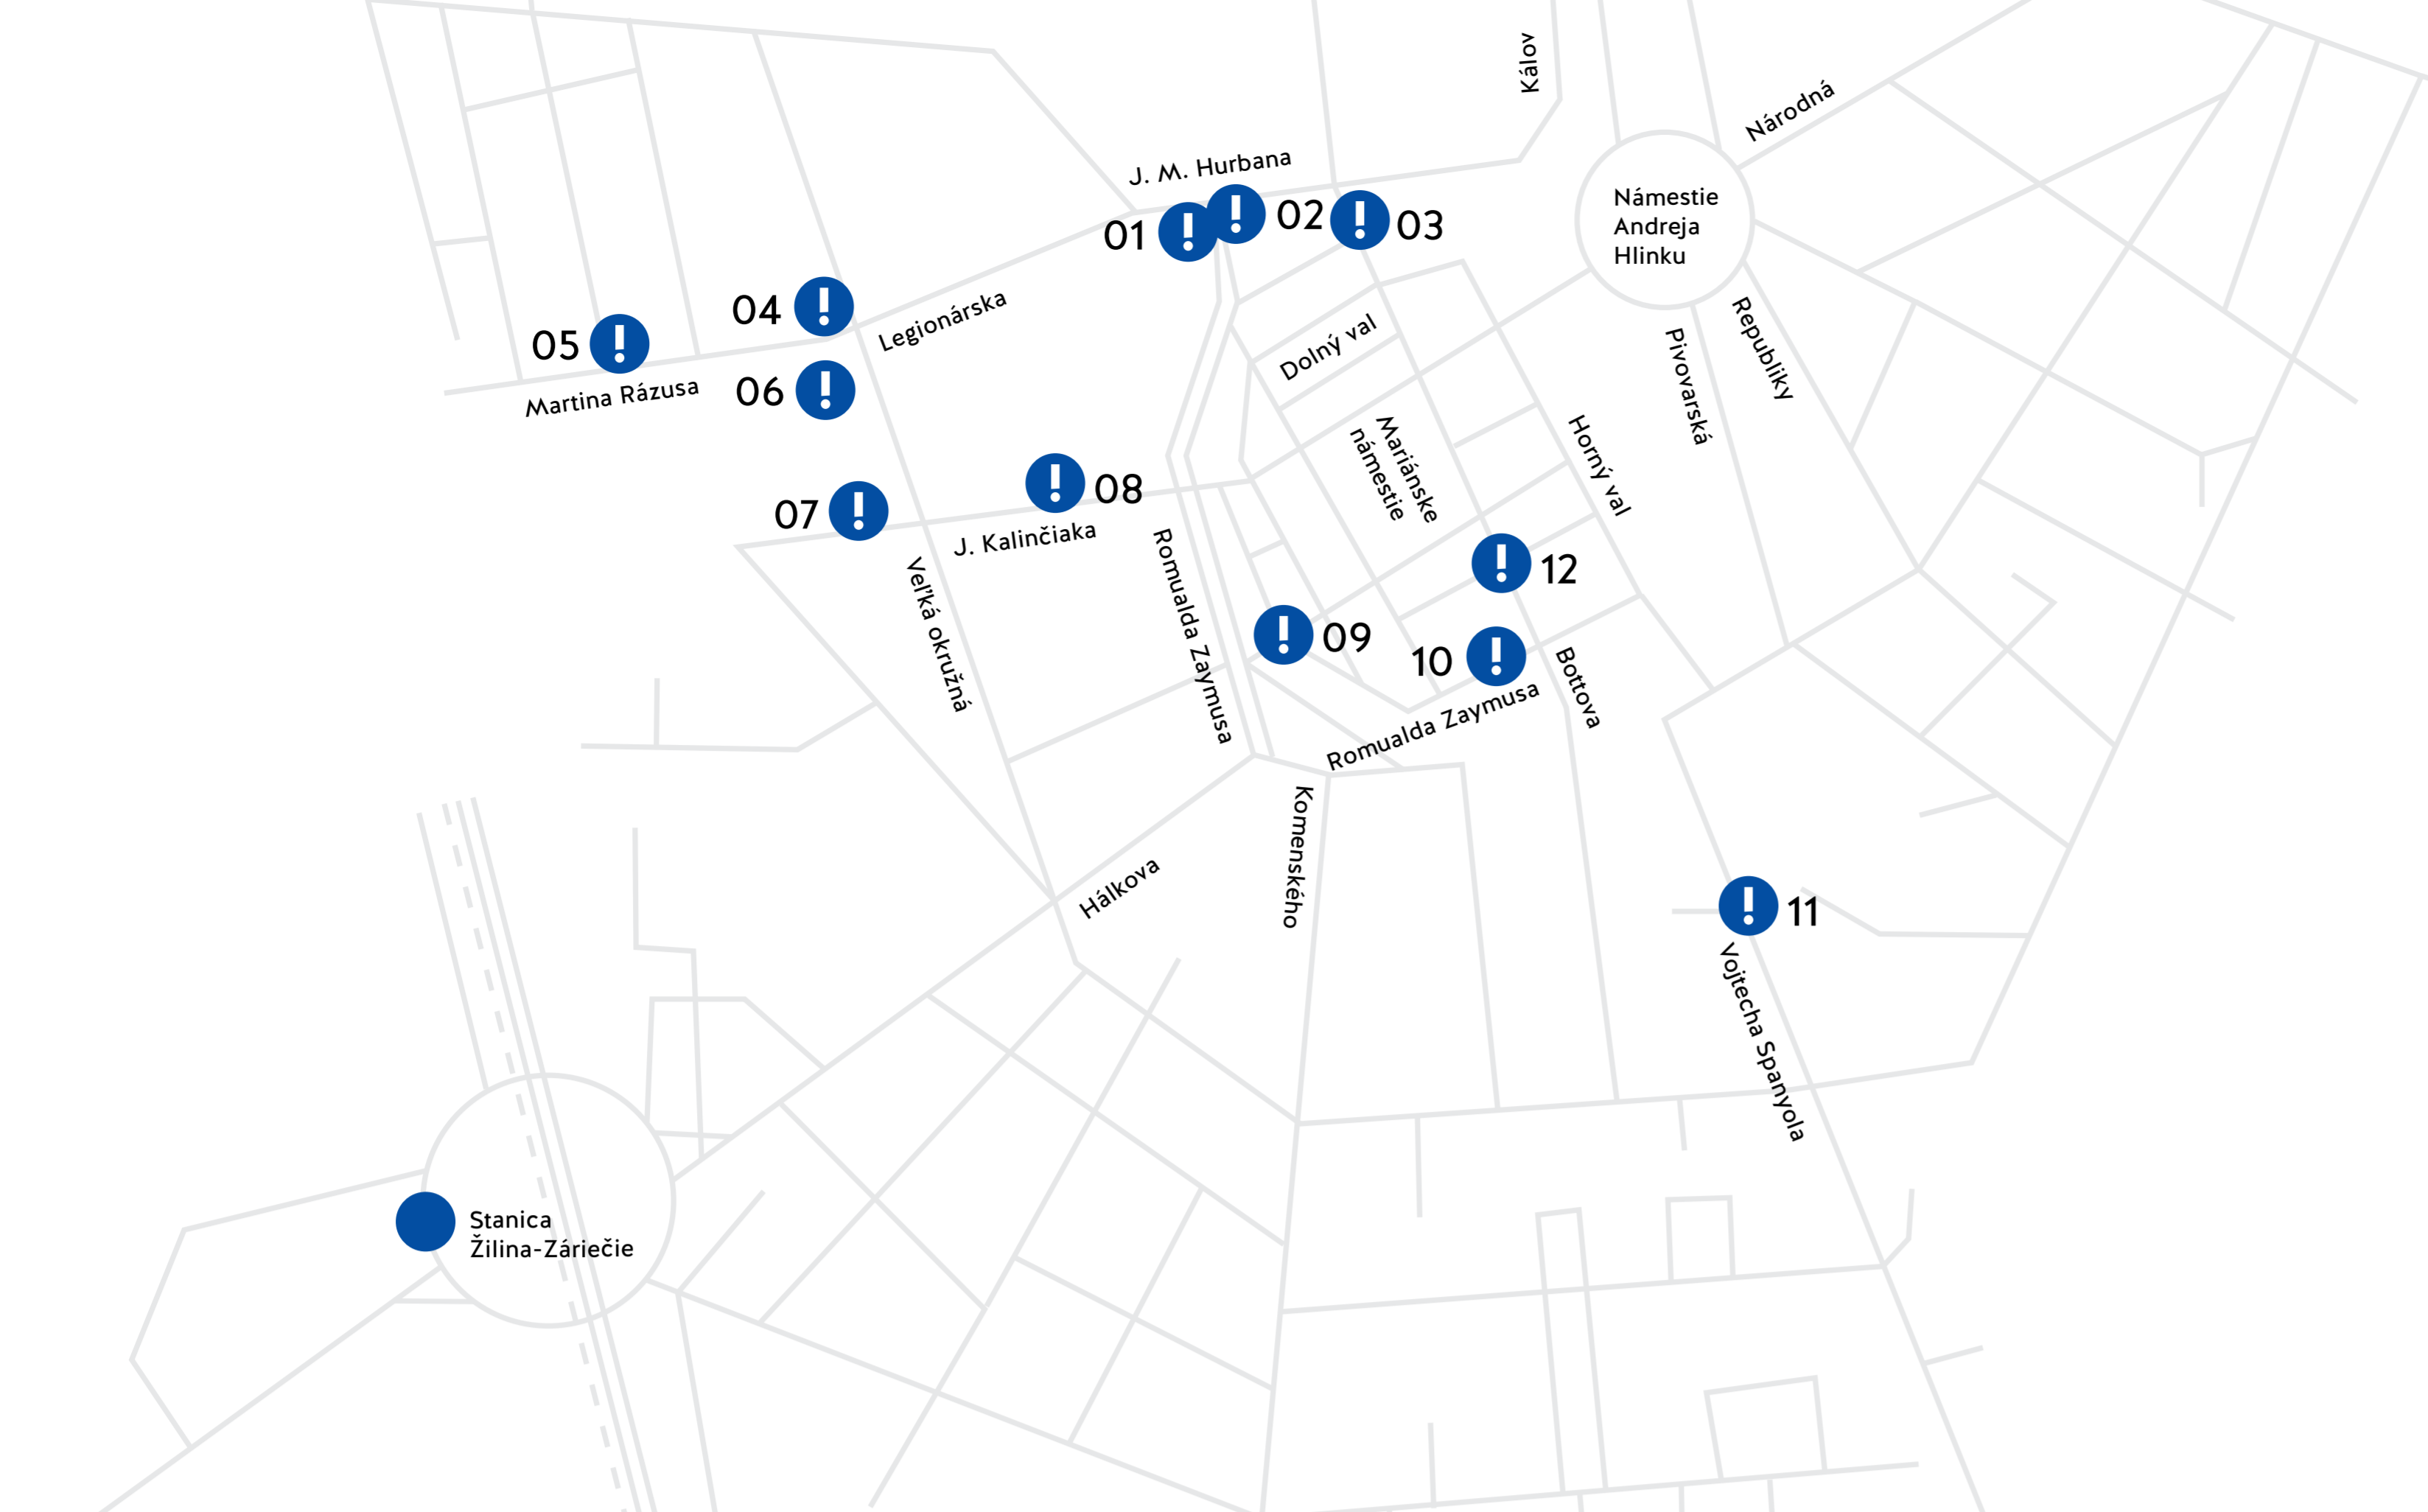 Kálov
Národná
J. M. Hurbana
Námestie
Andreja
Hlinku
01
02
03
04
05
06
Legionárska
Martina Rázusa
Dolný val
Republiky
Pivovarská
Mariánske
námestie
Horný val
07
08
J. Kalinčiaka
Veľká okružná
Romualda Zaymusa
09
10
12
Bottova
Romualda Zaymusa
Komenského
Hálkova
11
Vojtecha Spanyola
Stanica
Žilina-Záriečie